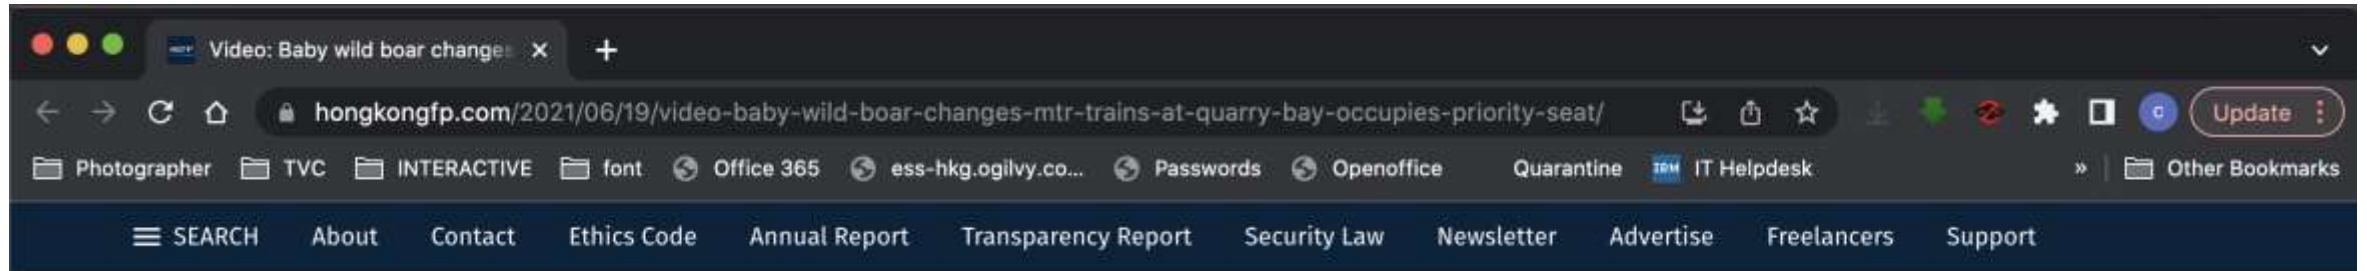 Video: Baby wild boar change
hongkongfp.com/2021/06/19/video-baby-wild-boar-changes-mtr-trains-at-quarry-bay-occupies-priority-seat/ C Update
Photographer TVC INTERACTIVE font Office 365 ess-hkg.ogilvy.co... Passwords Openoffice Quarantine IBM IT Helpdesk » Other Bookmarks
SEARCH About Contact Ethics Code Annual Report Transparency Report Security Law Newsletter Advertise Freelancers Support